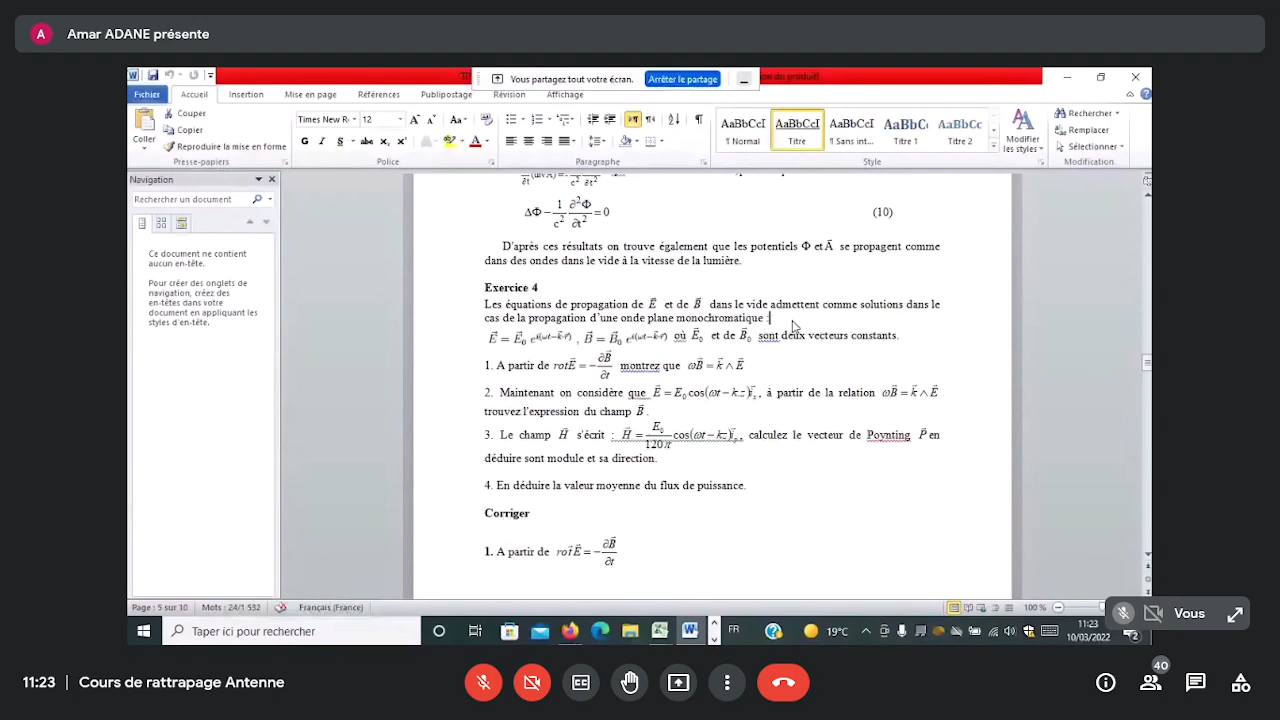 A Amar ADANE présente
Vous partagez tout votre écran. Arrêter le partage
Fichier Accueil Insertion Mise en page Références Publipostage Révision Affichage
Coller
Couper
Copier
Reproduire la mise en forme
Presse-papiers
Times New R 12
G I S abc x₂ x²
Police
Paragraphe
AaBbCcI AaBbCcI AaBbCcI AaBbC AaBbCc
¶ Normal Titre ¶ Sans int... Titre 1 Titre 2
Style
Modifier les styles
Rechercher
Remplacer
Sélectionner
Modification
Navigation
Rechercher un document
Ce document ne contient
aucun en-tête.
Pour créer des onglets de
navigation, créez des
en-têtes dans votre
document en appliquant les
styles d'en-tête.
ΔΦ − 1/c² ∂²Φ/∂t² = 0 (10)
D'après ces résultats on trouve également que les potentiels Φ et A⃗ se propagent comme
dans des ondes dans le vide à la vitesse de la lumière.
Exercice 4
Les équations de propagation de E⃗ et de B⃗ dans le vide admettent comme solutions dans le
cas de la propagation d'une onde plane monochromatique :
E⃗ = E⃗₀ e^i(ωt−k⃗·r⃗) , B⃗ = B⃗₀ e^i(ωt−k⃗·r⃗) où E⃗₀ et de B⃗₀ sont deux vecteurs constants.
1. A partir de rotE⃗ = −∂B⃗/∂t montrez que ωB⃗ = k⃗ ∧ E⃗
2. Maintenant on considère que E⃗ = E₀ cos(ωt − kz)i⃗ₓ, à partir de la relation ωB⃗ = k⃗ ∧ E⃗
trouvez l'expression du champ B⃗ .
3. Le champ H⃗ s'écrit : H⃗ = E₀/120π cos(ωt − kz)i⃗ᵧ, calculez le vecteur de Poynting P⃗ en
déduire sont module et sa direction.
4. En déduire la valeur moyenne du flux de puissance.
Corriger
1. A partir de rotE⃗ = −∂B⃗/∂t
Page : 5 sur 10 Mots : 24/1 532 Français (France) 100 %
Taper ici pour rechercher
FR 19°C 11:23
10/03/2022
2
Vous
11:23 | Cours de rattrapage Antenne
40